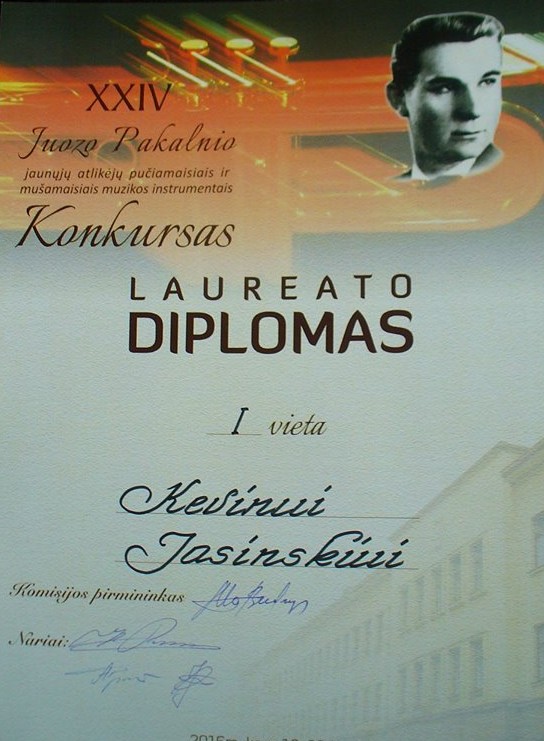 XXIV
Juozo Pakalnio
jaunųjų atlikėjų pučiamaisiais ir
mušamaisiais muzikos instrumentais
Konkursas
LAUREATO
DIPLOMAS
I vieta
Kevinui
Jasinskiui
Komisijos pirmininkas
Nariai:
2016m.